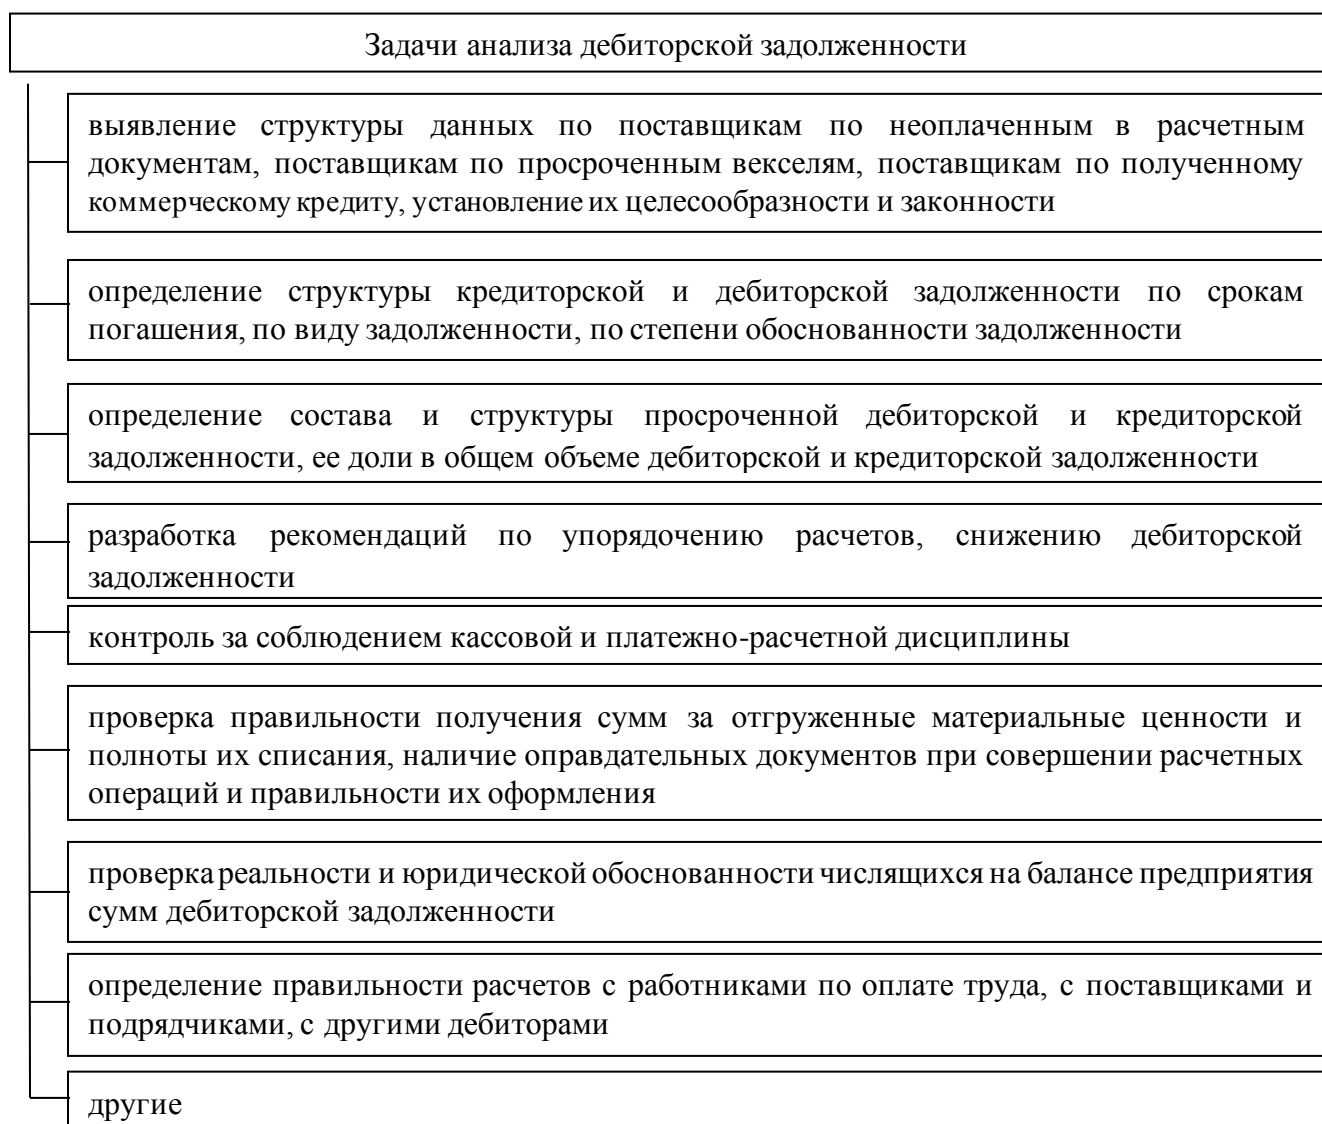 Задачи анализа дебиторской задолженности
выявление структуры данных по поставщикам по неоплаченным в расчетным
документам, поставщикам по просроченным векселям, поставщикам по полученному
коммерческому кредиту, установление их целесообразности и законности
определение структуры кредиторской и дебиторской задолженности по срокам
погашения, по виду задолженности, по степени обоснованности задолженности
определение состава и структуры просроченной дебиторской и кредиторской
задолженности, ее доли в общем объеме дебиторской и кредиторской задолженности
разработка рекомендаций по упорядочению расчетов, снижению дебиторской
задолженности
контроль за соблюдением кассовой и платежно-расчетной дисциплины
проверка правильности получения сумм за отгруженные материальные ценности и
полноты их списания, наличие оправдательных документов при совершении расчетных
операций и правильности их оформления
проверка реальности и юридической обоснованности числящихся на балансе предприятия
сумм дебиторской задолженности
определение правильности расчетов с работниками по оплате труда, с поставщиками и
подрядчиками, с другими дебиторами
другие